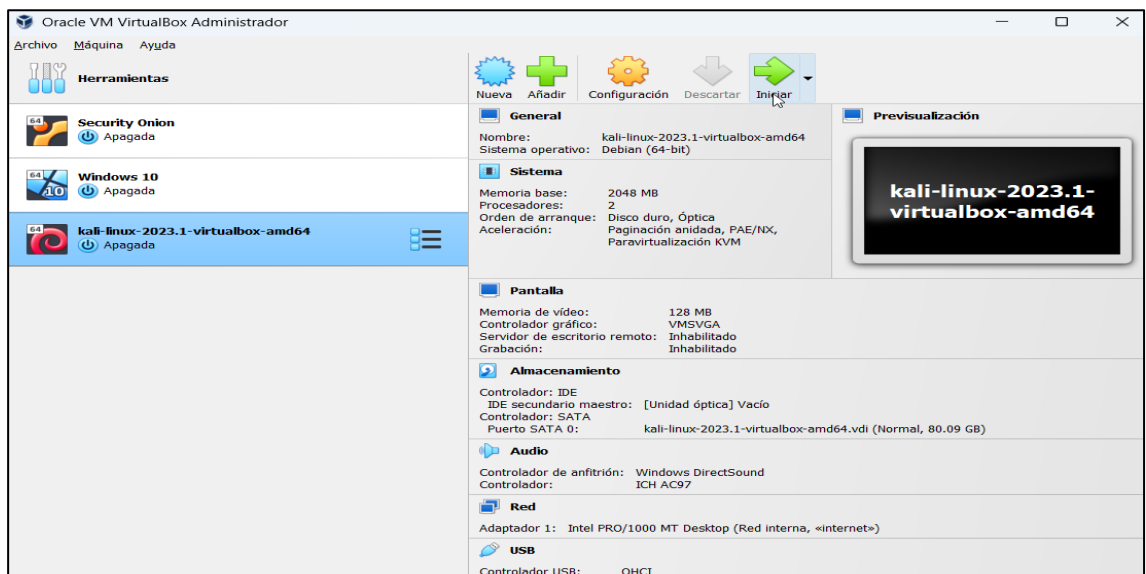 Oracle VM VirtualBox Administrador
Archivo Máquina Ayuda
Herramientas
64
Security Onion
Apagada
64
10
Windows 10
Apagada
64
kali-linux-2023.1-virtualbox-amd64
Apagada
Nueva Añadir Configuración Descartar Iniciar
General
Nombre: kali-linux-2023.1-virtualbox-amd64
Sistema operativo: Debian (64-bit)
Sistema
Memoria base: 2048 MB
Procesadores: 2
Orden de arranque: Disco duro, Óptica
Aceleración: Paginación anidada, PAE/NX,
Paravirtualización KVM
Previsualización
kali-linux-2023.1-
virtualbox-amd64
Pantalla
Memoria de vídeo: 128 MB
Controlador gráfico: VMSVGA
Servidor de escritorio remoto: Inhabilitado
Grabación: Inhabilitado
Almacenamiento
Controlador: IDE
IDE secundario maestro: [Unidad óptica] Vacío
Controlador: SATA
Puerto SATA 0: kali-linux-2023.1-virtualbox-amd64.vdi (Normal, 80.09 GB)
Audio
Controlador de anfitrión: Windows DirectSound
Controlador: ICH AC97
Red
Adaptador 1: Intel PRO/1000 MT Desktop (Red interna, «internet»)
USB
Controlador USB: OHCI